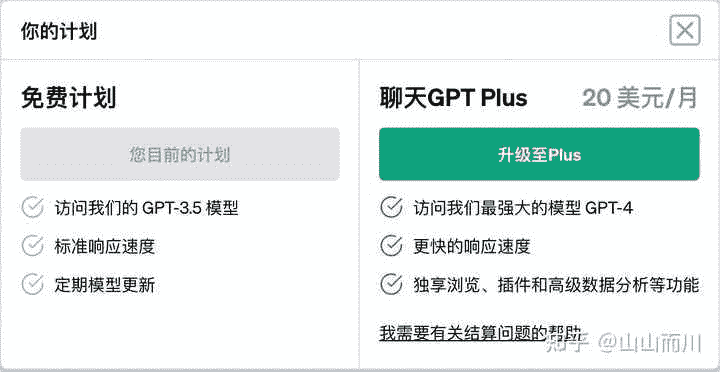 你的计划
免费计划
您目前的计划
访问我们的 GPT-3.5 模型
标准响应速度
定期模型更新
聊天GPT Plus 20 美元/月
升级至Plus
访问我们最强大的模型 GPT-4
更快的响应速度
独享浏览、插件和高级数据分析等功能
我需要有关结算问题的帮助
知乎 @山山而川